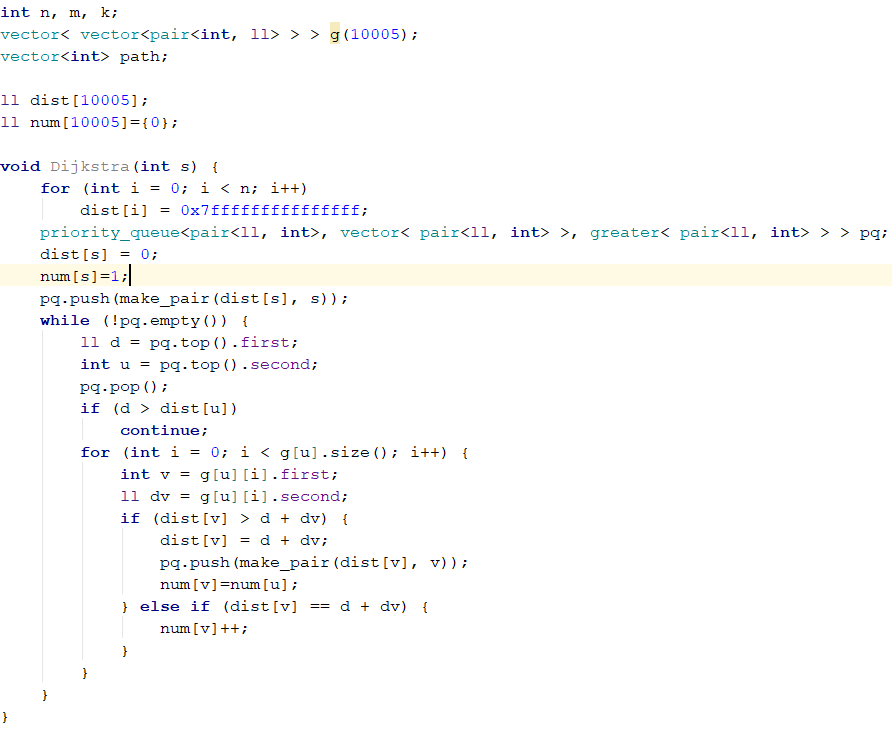 int n, m, k;
vector< vector<pair<int, ll> > > g(10005);
vector<int> path;

ll dist[10005];
ll num[10005]={0};

void Dijkstra(int s) {
    for (int i = 0; i < n; i++)
        dist[i] = 0x7fffffffffffffff;
    priority_queue<pair<ll, int>, vector< pair<ll, int> >, greater< pair<ll, int> > > pq;
    dist[s] = 0;
    num[s]=1;
    pq.push(make_pair(dist[s], s));
    while (!pq.empty()) {
        ll d = pq.top().first;
        int u = pq.top().second;
        pq.pop();
        if (d > dist[u])
            continue;
        for (int i = 0; i < g[u].size(); i++) {
            int v = g[u][i].first;
            ll dv = g[u][i].second;
            if (dist[v] > d + dv) {
                dist[v] = d + dv;
                pq.push(make_pair(dist[v], v));
                num[v]=num[u];
            } else if (dist[v] == d + dv) {
                num[v]++;
            }
        }
    }
}